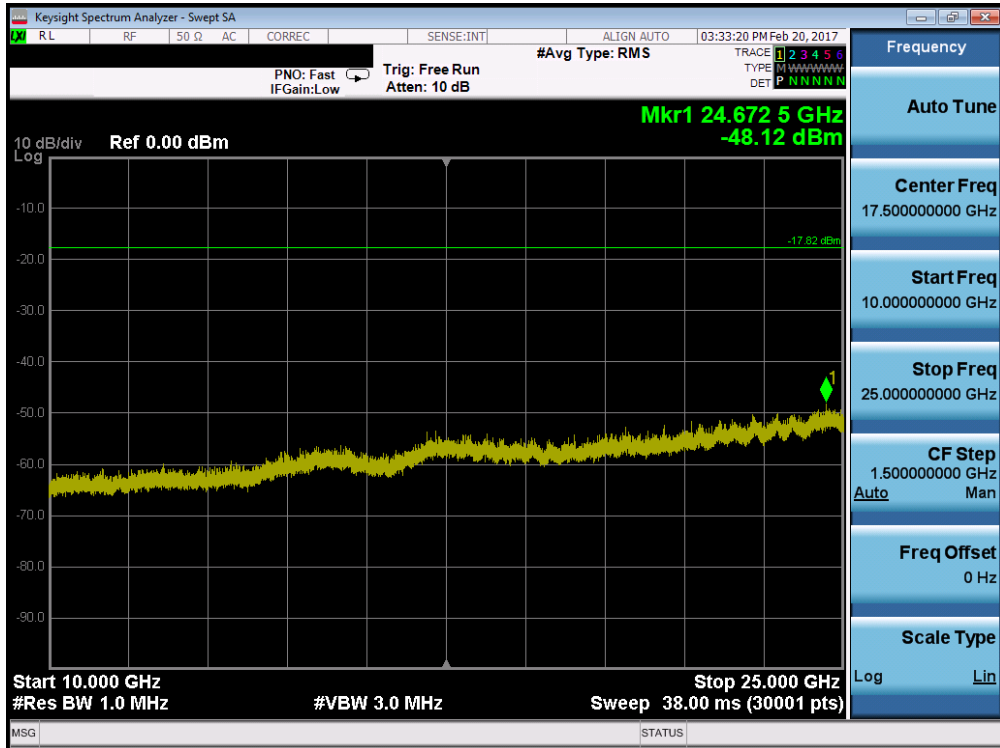 Keysight Spectrum Analyzer - Swept SA
LXI RL RF 50 Ω AC CORREC SENSE:INT ALIGN AUTO 03:33:20 PM Feb 20, 2017
PNO: Fast Trig: Free Run #Avg Type: RMS TRACE 1 2 3 4 5 6
IFGain:Low Atten: 10 dB TYPE M WWWWW
DET P N N N N N
Mkr1 24.672 5 GHz
-48.12 dBm
10 dB/div Ref 0.00 dBm
Log
-10.0
-17.82 dBm
-20.0
-30.0
-40.0
1
-50.0
-60.0
-70.0
-80.0
-90.0
Start 10.000 GHz Stop 25.000 GHz
#Res BW 1.0 MHz #VBW 3.0 MHz Sweep 38.00 ms (30001 pts)
MSG STATUS
Frequency
Auto Tune
Center Freq
17.500000000 GHz
Start Freq
10.000000000 GHz
Stop Freq
25.000000000 GHz
CF Step
1.500000000 GHz
Auto Man
Freq Offset
0 Hz
Scale Type
Log Lin